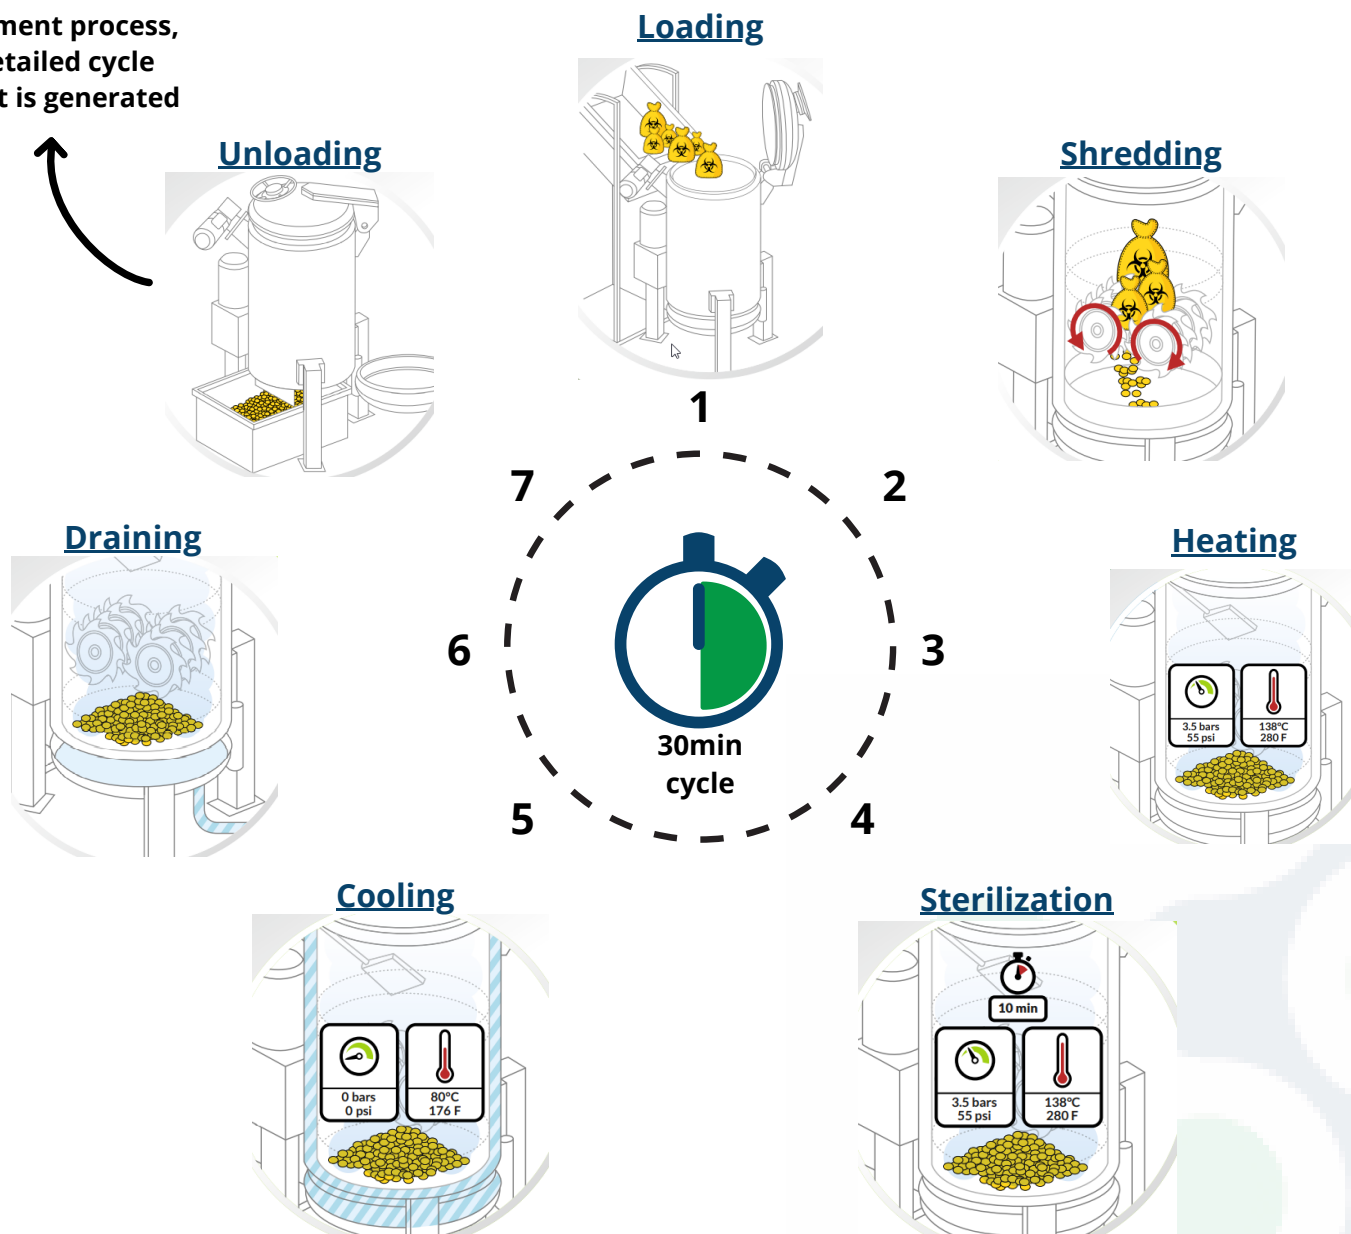 ment process,
etailed cycle
t is generated
Loading
Unloading
Shredding
1
7
2
Draining
Heating
6
3
3.5 bars
55 psi
138°C
280 F
30min
cycle
5
4
Cooling
Sterilization
10 min
0 bars
0 psi
80°C
176 F
3.5 bars
55 psi
138°C
280 F